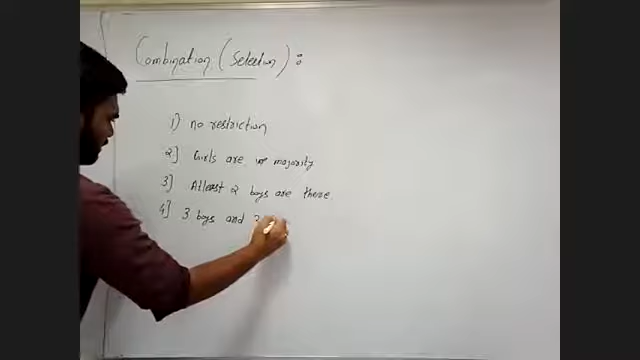 Combination (Selection) :
1) no restriction
2] Girls are in majority
3] Atleast 2 boys are there
4] 3 boys and